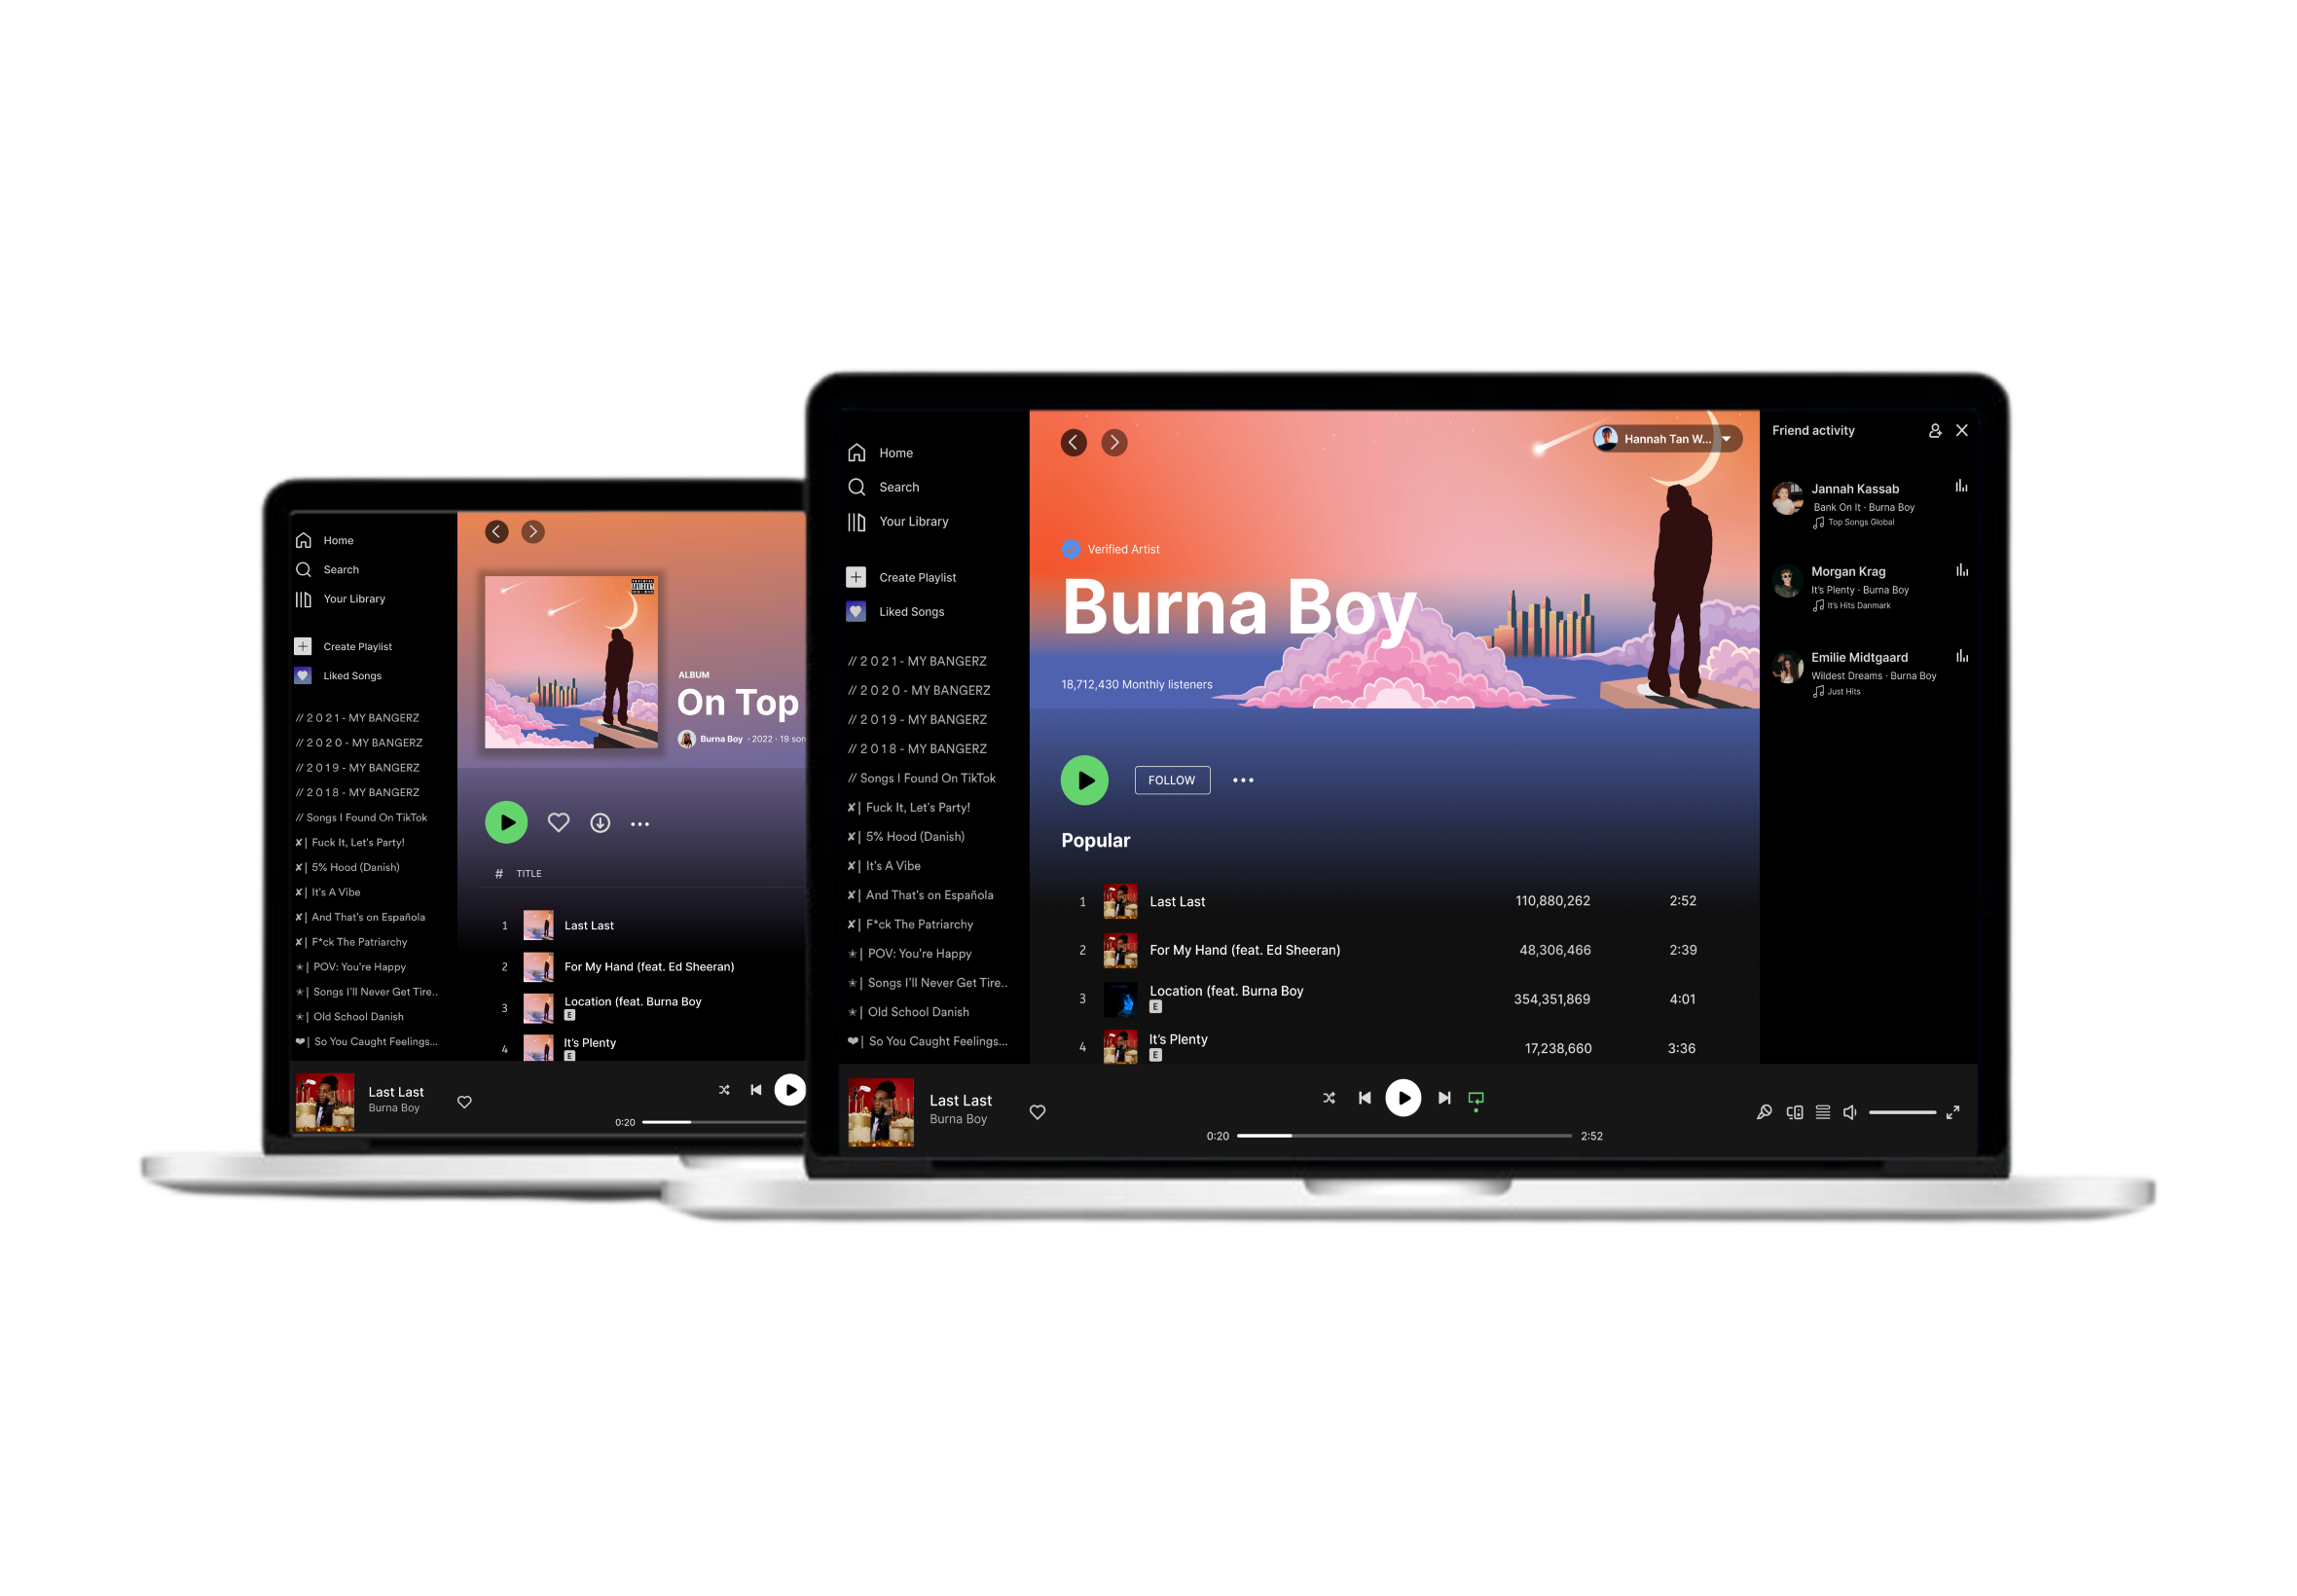 Home
Search
Your Library
Create Playlist
Liked Songs
// 2 0 2 1 - MY BANGERZ
// 2 0 2 0 - MY BANGERZ
// 2 0 1 9 - MY BANGERZ
// 2 0 1 8 - MY BANGERZ
// Songs I Found On TikTok
✘| Fuck It, Let's Party!
✘| 5% Hood (Danish)
✘| It's A Vibe
✘| And That's on Española
✘| F*ck The Patriarchy
✶| POV: You're Happy
✶| Songs I'll Never Get Tire..
✶| Old School Danish
❤| So You Caught Feelings...
ALBUM
On Top
Burna Boy · 2022 · 19 son
# TITLE
1 Last Last
2 For My Hand (feat. Ed Sheeran)
3 Location (feat. Burna Boy
E
4 It's Plenty
E
Last Last
Burna Boy
0:20
Home
Search
Your Library
Create Playlist
Liked Songs
// 2 0 2 1 - MY BANGERZ
// 2 0 2 0 - MY BANGERZ
// 2 0 1 9 - MY BANGERZ
// 2 0 1 8 - MY BANGERZ
// Songs I Found On TikTok
✘| Fuck It, Let's Party!
✘| 5% Hood (Danish)
✘| It's A Vibe
✘| And That's on Española
✘| F*ck The Patriarchy
✶| POV: You're Happy
✶| Songs I'll Never Get Tire..
✶| Old School Danish
❤| So You Caught Feelings...
Hannah Tan W...
Verified Artist
Burna Boy
18,712,430 Monthly listeners
FOLLOW
Popular
1 Last Last 110,880,262 2:52
2 For My Hand (feat. Ed Sheeran) 48,306,466 2:39
3 Location (feat. Burna Boy 354,351,869 4:01
E
4 It's Plenty 17,238,660 3:36
E
Friend activity
Jannah Kassab
Bank On It · Burna Boy
Top Songs Global
Morgan Krag
It's Plenty · Burna Boy
It's Hits Danmark
Emilie Midtgaard
Wildest Dreams · Burna Boy
Just Hits
Last Last
Burna Boy
0:20 2:52